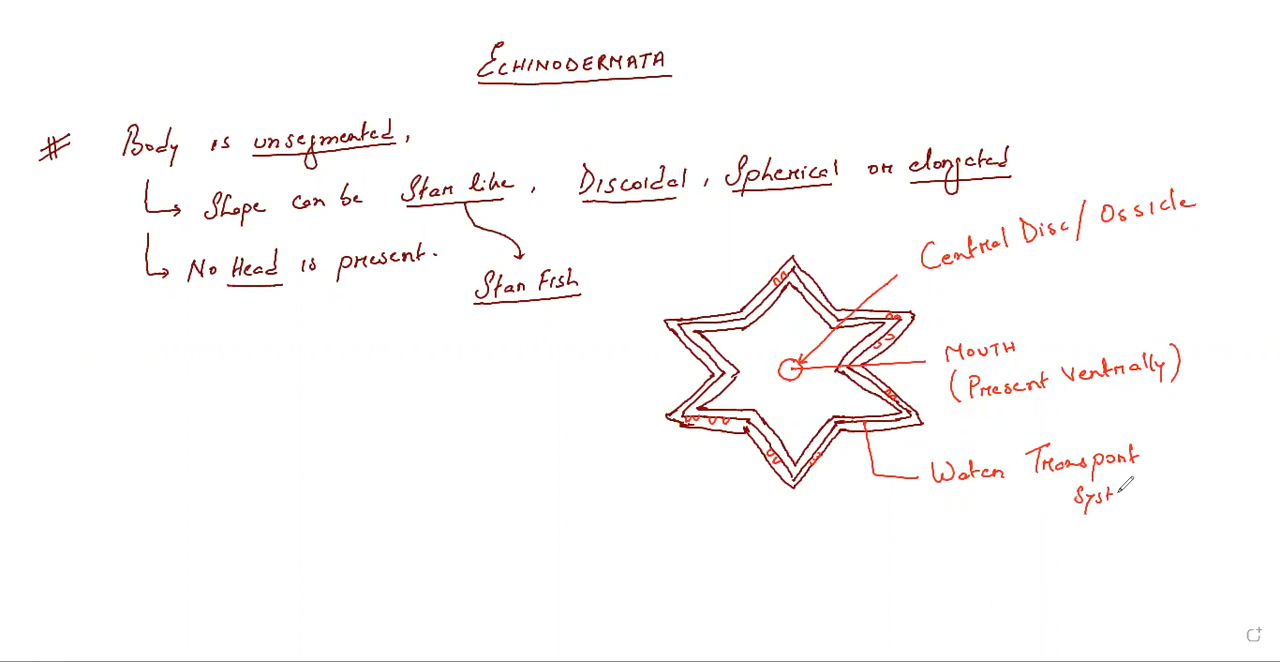 ECHINODERMATA
# Body is unsegmented,
↳ Shape can be Star like, Discoidal, Spherical or elongated
↳ No Head is present.
Star Fish
Central Disc/Ossicle
MOUTH
(Present Ventrally)
Water Transport
Syst